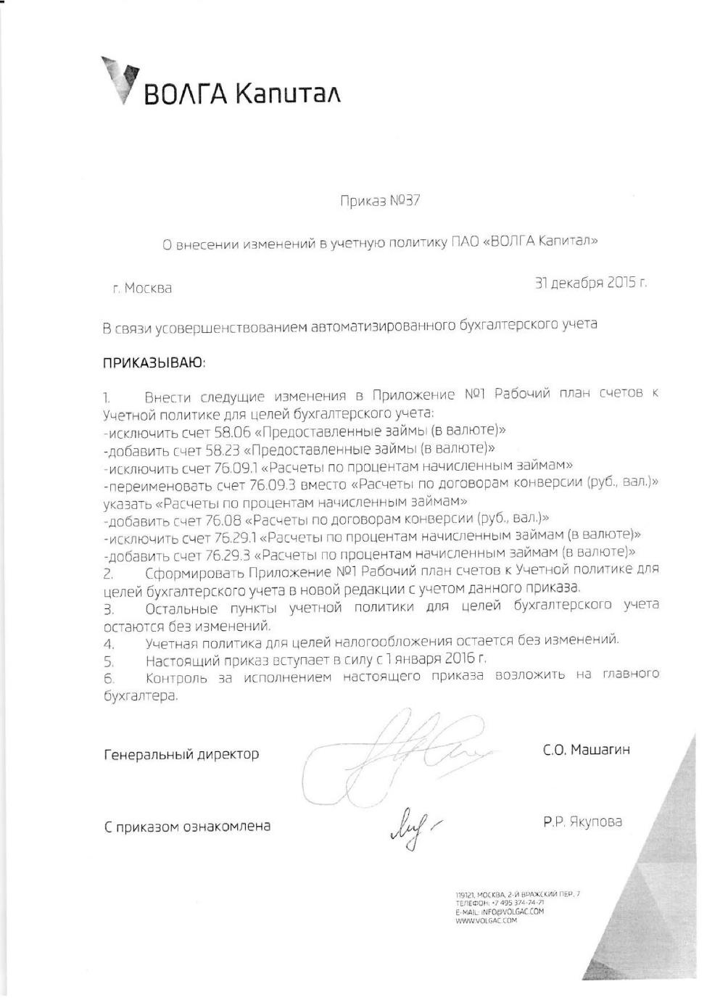 ВОЛГА Капитал
Приказ №37
О внесении изменений в учетную политику ПАО «ВОЛГА Капитал»
г. Москва
31 декабря 2015 г.
В связи усовершенствованием автоматизированного бухгалтерского учета
ПРИКАЗЫВАЮ:
1. Внести следущие изменения в Приложение №1 Рабочий план счетов к
Учетной политике для целей бухгалтерского учета:
-исключить счет 58.06 «Предоставленные займы (в валюте)»
-добавить счет 58.23 «Предоставленные займы (в валюте)»
-исключить счет 76.09.1 «Расчеты по процентам начисленным займам»
-переименовать счет 76.09.3 вместо «Расчеты по договорам конверсии (руб., вал.)»
указать «Расчеты по процентам начисленным займам»
-добавить счет 76.08 «Расчеты по договорам конверсии (руб., вал.)»
-исключить счет 76.29.1 «Расчеты по процентам начисленным займам (в валюте)»
-добавить счет 76.29.3 «Расчеты по процентам начисленным займам (в валюте)»
2. Сформировать Приложение №1 Рабочий план счетов к Учетной политике для
целей бухгалтерского учета в новой редакции с учетом данного приказа.
3. Остальные пункты учетной политики для целей бухгалтерского учета
остаются без изменений.
4. Учетная политика для целей налогообложения остается без изменений.
5. Настоящий приказ вступает в силу с 1 января 2016 г.
6. Контроль за исполнением настоящего приказа возложить на главного
бухгалтера.
Генеральный директор
С.О. Машагин
С приказом ознакомлена
Р.Р. Якупова
119121, МОСКВА, 2-Й ВРАЖСКИЙ ПЕР. 7
ТЕЛЕФОН: +7 495 374-74-71
E-MAIL: INFO@VOLGAC.COM
WWW.VOLGAC.COM